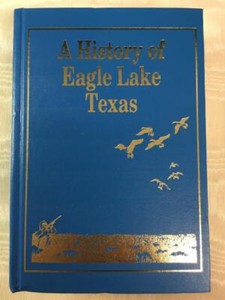 A History of
Eagle Lake
Texas